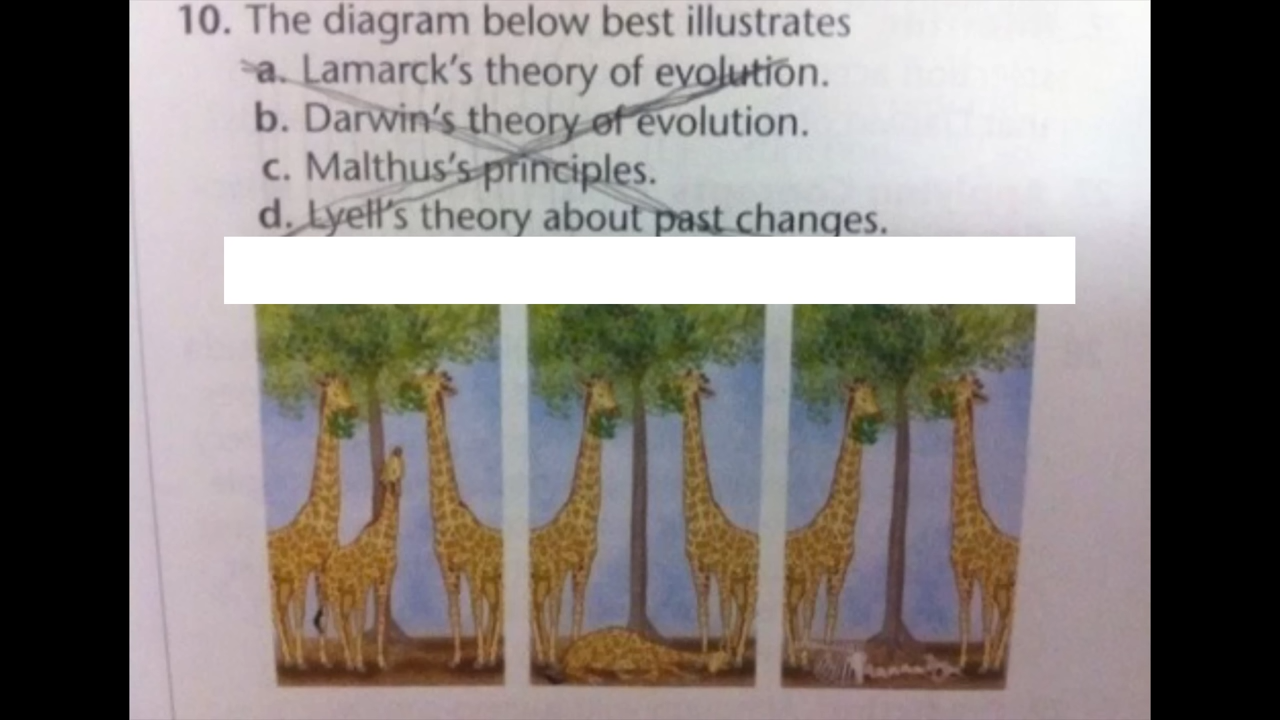 10. The diagram below best illustrates
a. Lamarck's theory of evolution.
b. Darwin's theory of evolution.
c. Malthus's principles.
d. Lyell's theory about past changes.